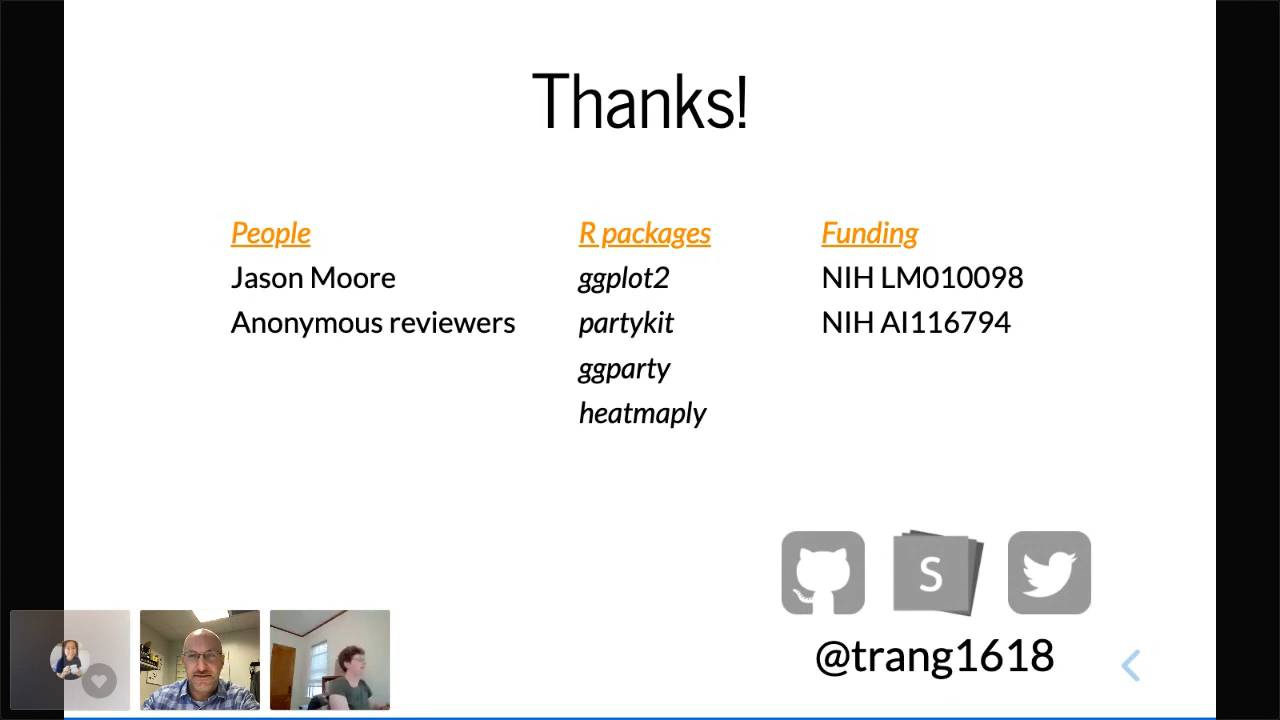 Thanks!
People
Jason Moore
Anonymous reviewers
R packages
ggplot2
partykit
ggparty
heatmaply
Funding
NIH LM010098
NIH AI116794
S
@trang1618